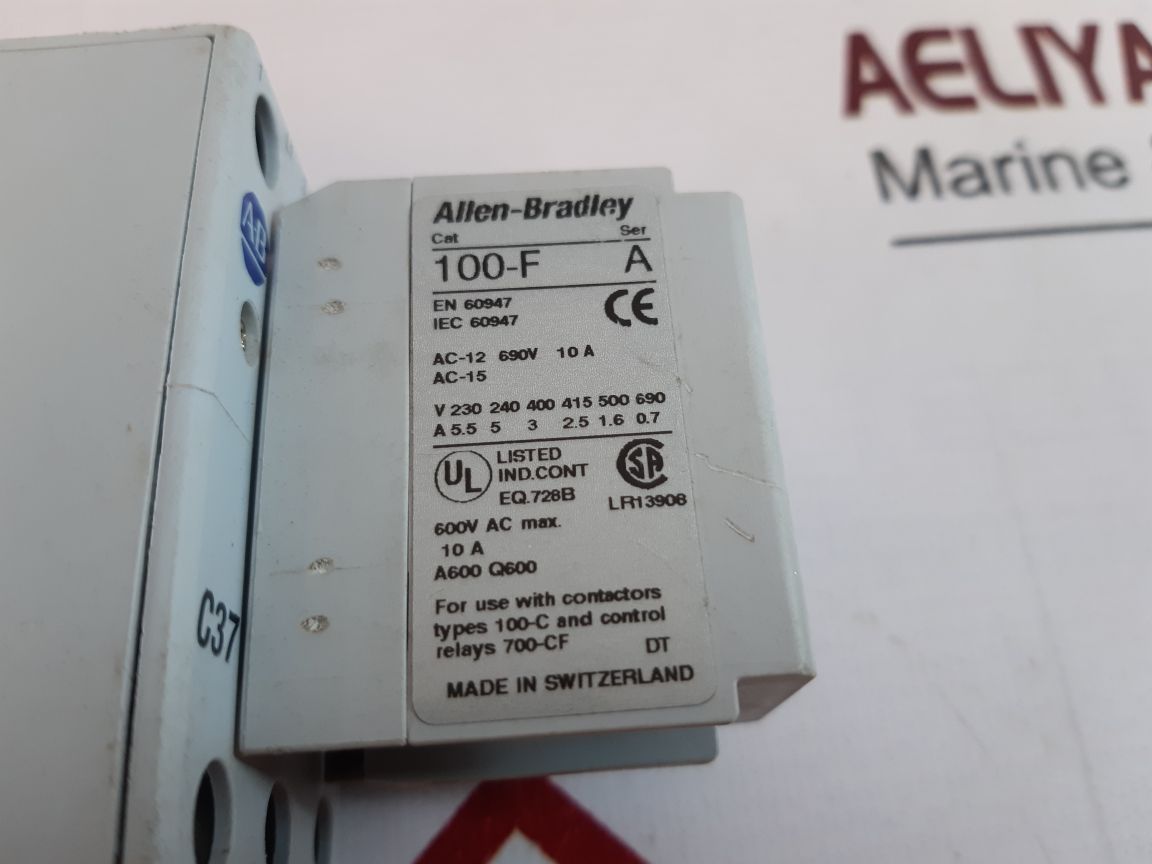 AELIYA
Marine
A-B
Allen-Bradley
Cat Ser
100-F A
EN 60947
IEC 60947
CE
AC-12 690V 10 A
AC-15
V 230 240 400 415 500 690
A 5.5 5 3 2.5 1.6 0.7
UL LISTED
IND.CONT
EQ.728B
SA
LR13908
600V AC max.
10 A
A600 Q600
For use with contactors
types 100-C and control
relays 700-CF DT
MADE IN SWITZERLAND
C37